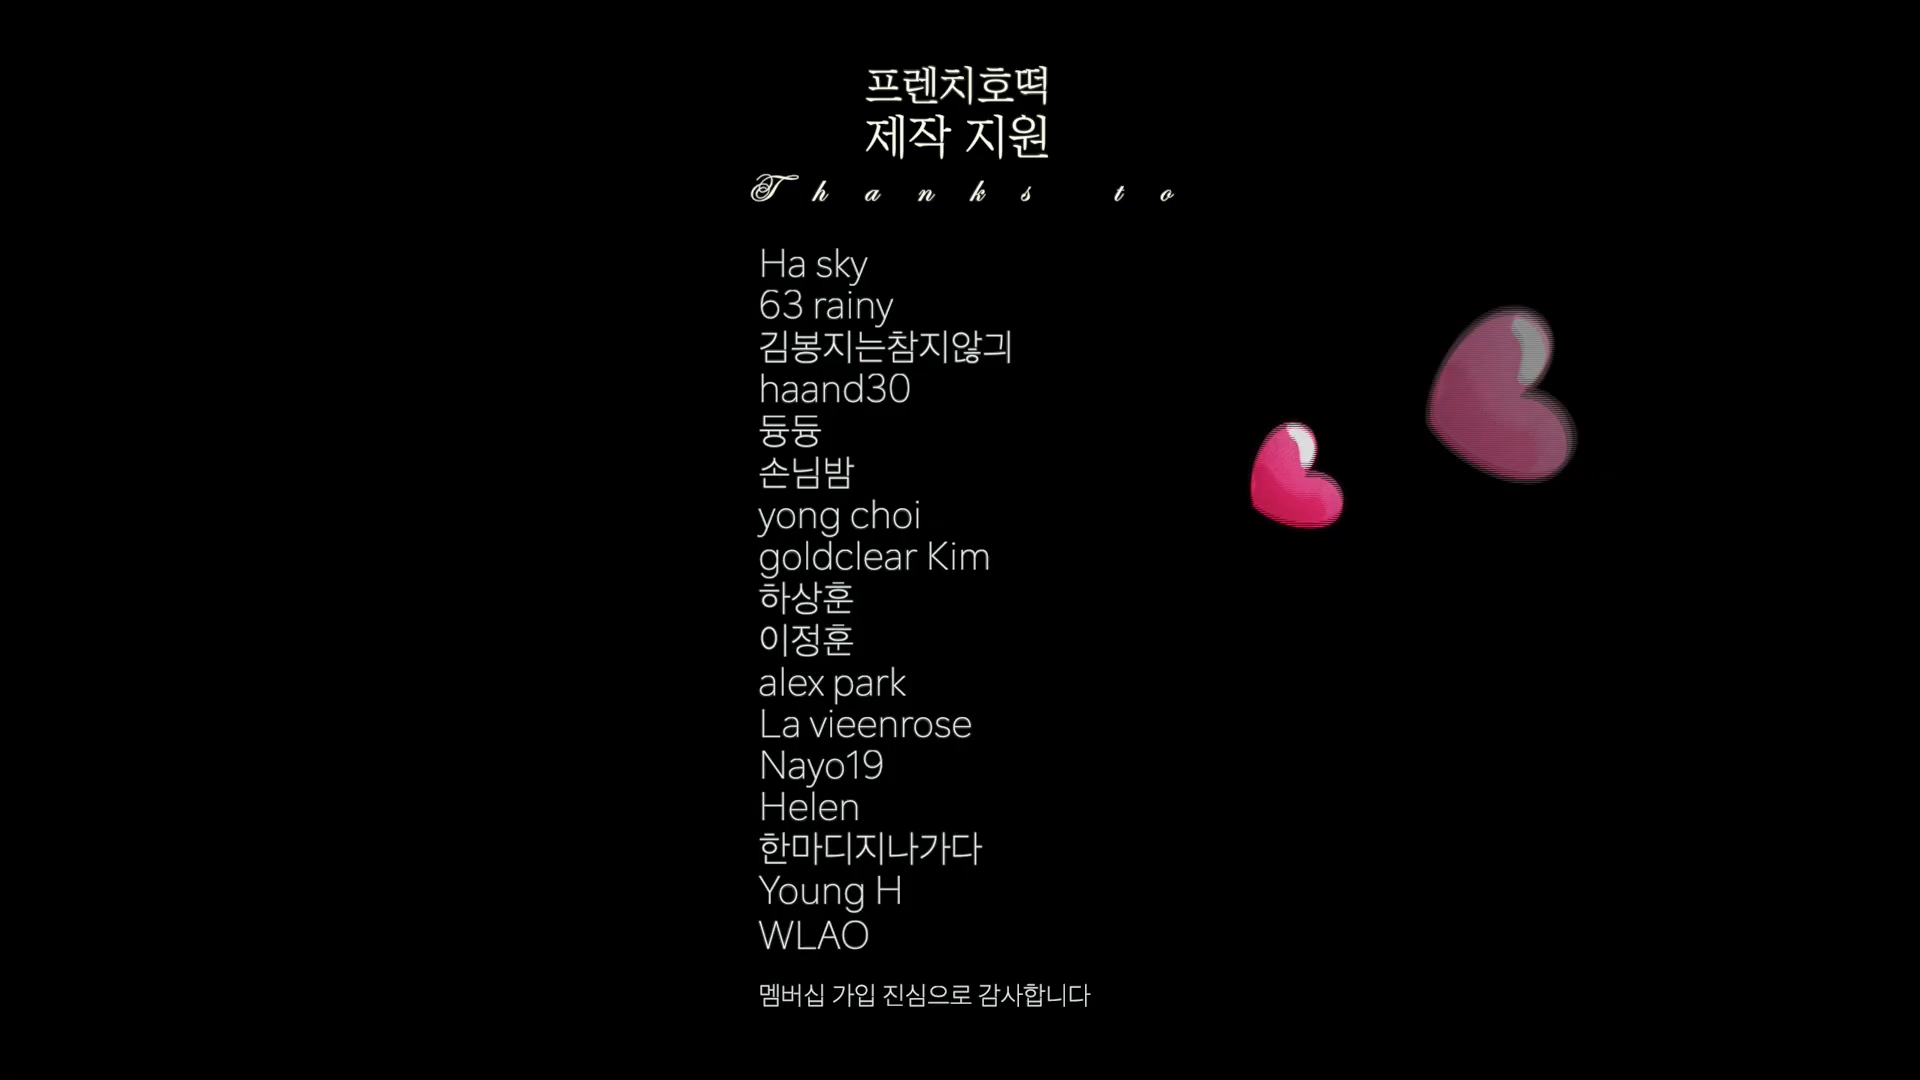 프렌치호떡
제작 지원
Thanks to
Ha sky
63 rainy
김봉지는참지않긔
haand30
듕듕
손님밤
yong choi
goldclear Kim
하상훈
이정훈
alex park
La vieenrose
Nayo19
Helen
한마디지나가다
Young H
WLAO
멤버십 가입 진심으로 감사합니다